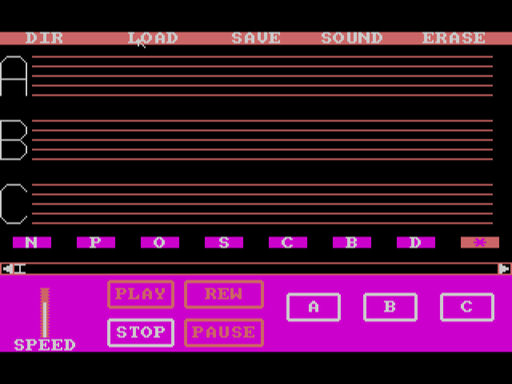 DIR LOAD SAVE SOUND ERASE
A
B
C
N P O S C B D *
PLAY REW
A B C
STOP PAUSE
SPEED